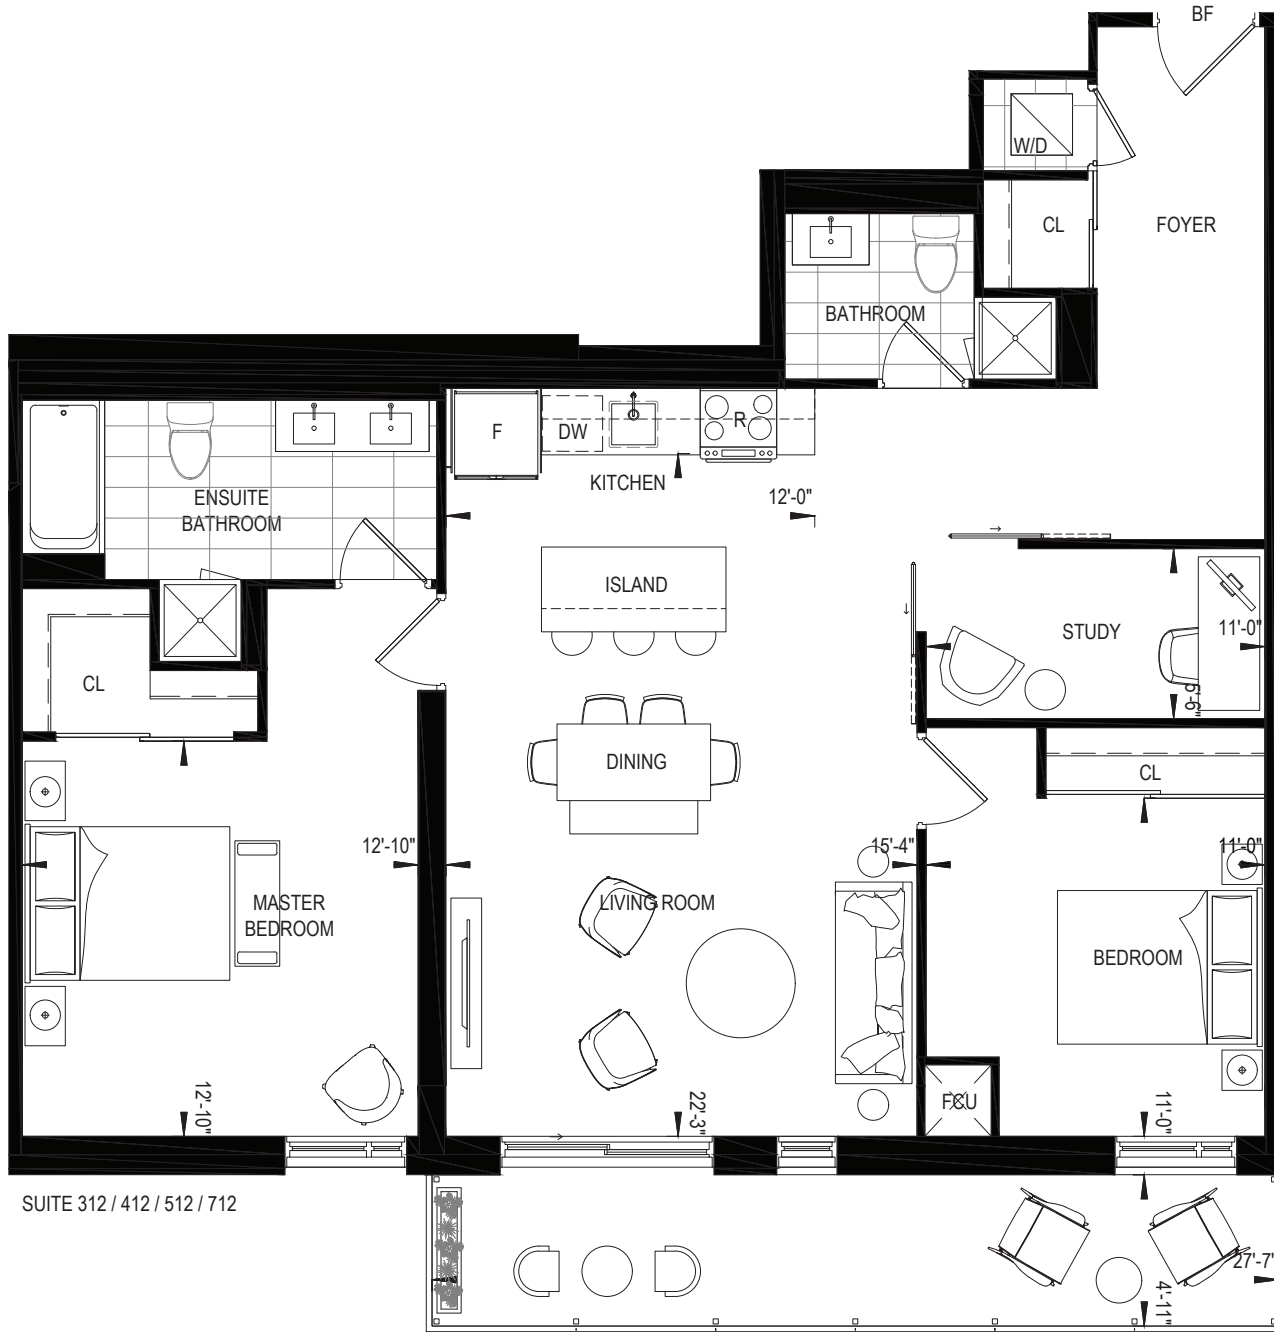 BF
W/D
CL
FOYER
BATHROOM
F
DW
R
KITCHEN
12'-0"
ENSUITE
BATHROOM
ISLAND
STUDY
11'-0"
CL
5'-6"
DINING
CL
12'-10"
15'-4"
11'-0"
MASTER
BEDROOM
LIVING ROOM
BEDROOM
12'-10"
22'-3"
FCU
11'-0"
SUITE 312 / 412 / 512 / 712
27'-7"
4'-11"